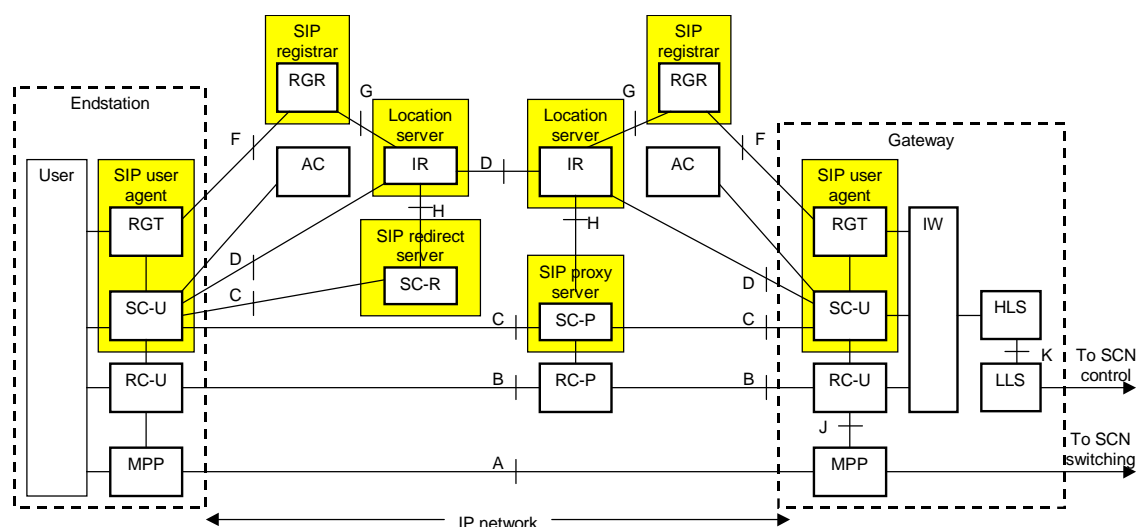 SIP
registrar
RGR
SIP
registrar
RGR
Endstation
G
Location
server
IR
Location
server
IR
G
Gateway
F
AC
D
AC
F
User
SIP user
agent
RGT
SIP user
agent
RGT
IW
H
H
SIP redirect
server
SC-R
SIP proxy
server
SC-P
D
C
D
SC-U
C
C
SC-U
HLS
K
To SCN
control
RC-U
B
RC-P
B
RC-U
LLS
J
To SCN
switching
MPP
A
MPP
IP network